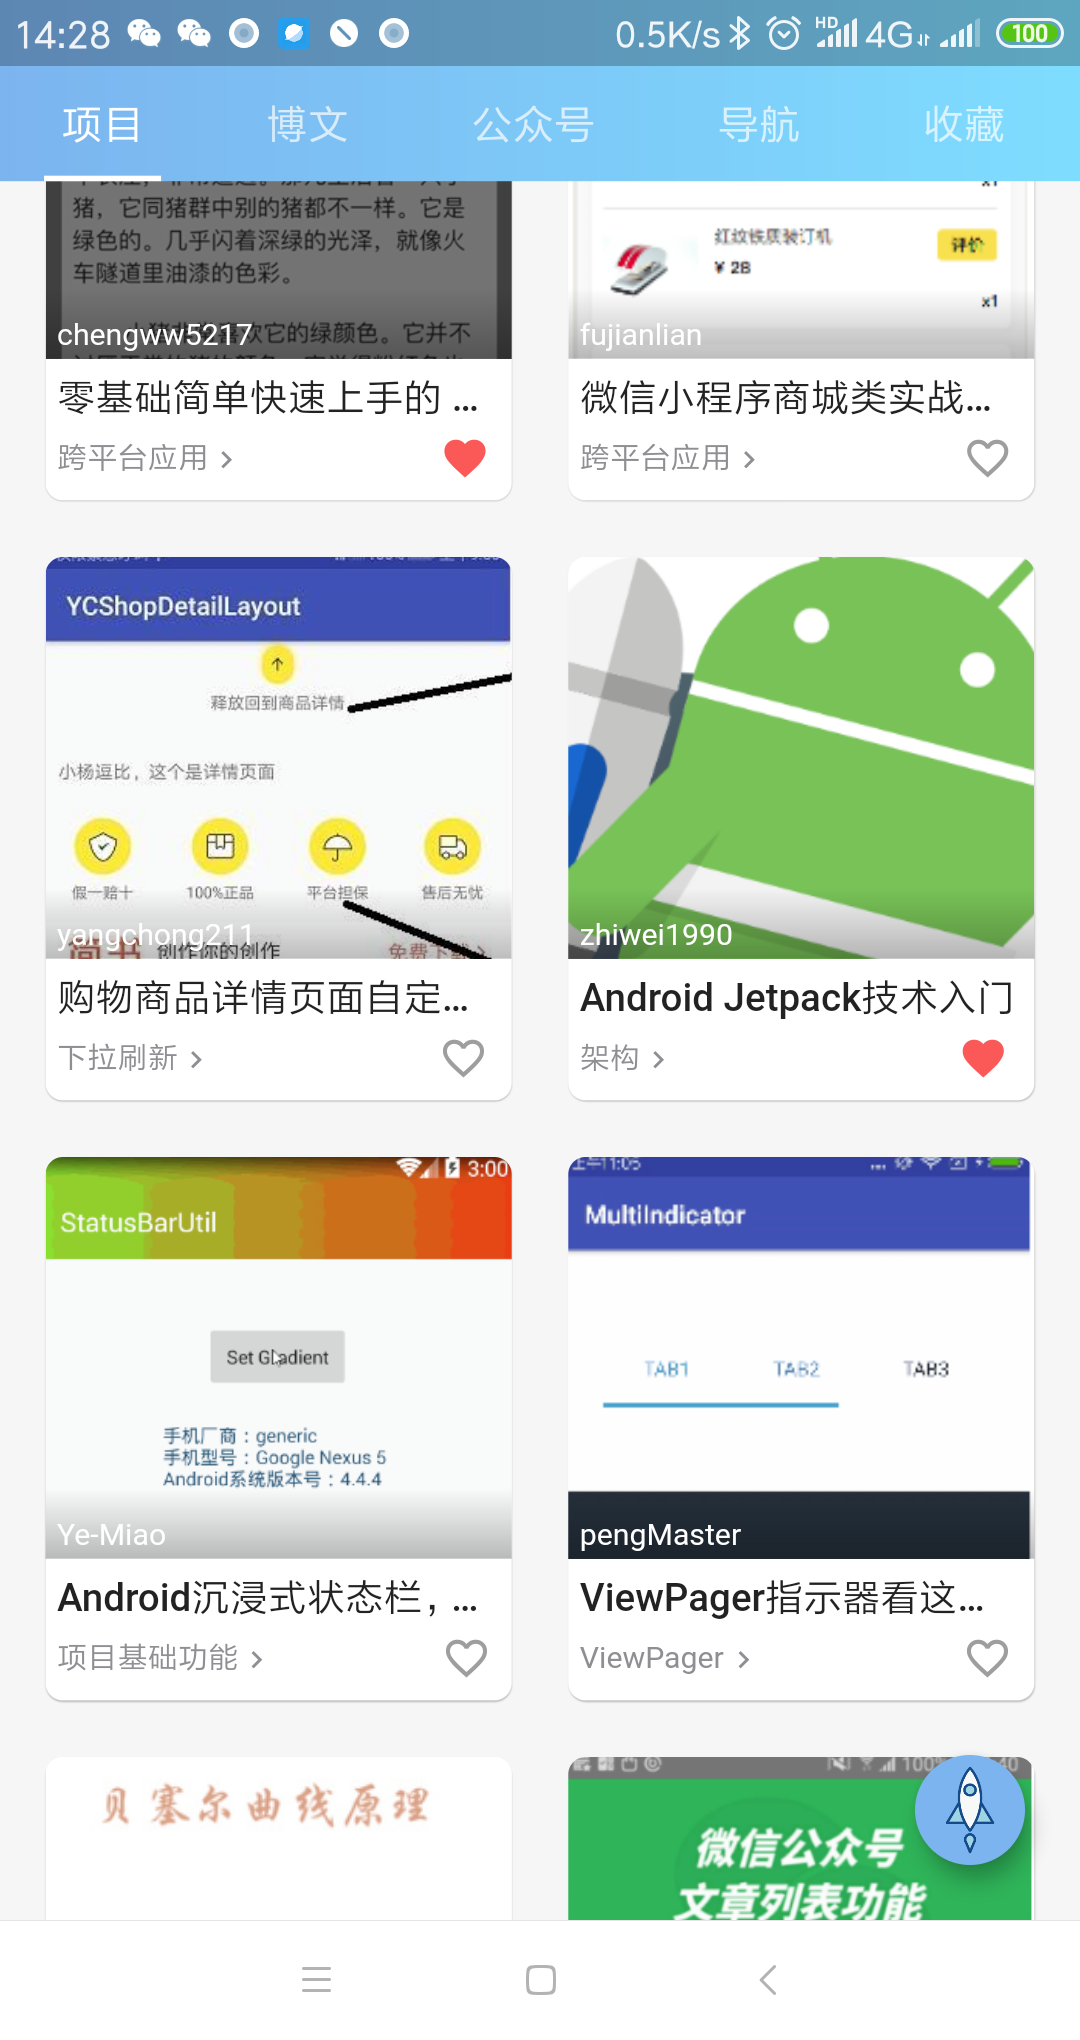 14:28
0.5K/s
HD
4G
100
项目
博文
公众号
导航
收藏
猪，它同猪群中别的猪都不一样。它是
绿色的。几乎闪着深绿的光泽，就像火
车隧道里油漆的色彩。
欢它的绿颜色。它并不
chengww5217
零基础简单快速上手的 ...
跨平台应用
x1
红纹铁质装订机
¥ 28
评价
x1
fujianlian
微信小程序商城类实战...
跨平台应用
YCShopDetailLayout
释放回到商品详情
小杨逗比，这个是详情页面
假一赔十
100%正品
平台担保
售后无忧
简书
创作你的创作
免费下载
yangchong211
购物商品详情页面自定...
下拉刷新
zhiwei1990
Android Jetpack技术入门
架构
3:00
StatusBarUtil
Set Gradient
手机厂商：generic
手机型号：Google Nexus 5
Android系统版本号：4.4.4
Ye-Miao
Android沉浸式状态栏，...
项目基础功能
上午11:05
MultiIndicator
TAB1
TAB2
TAB3
pengMaster
ViewPager指示器看这...
ViewPager
贝塞尔曲线原理
微信公众号
文章列表功能